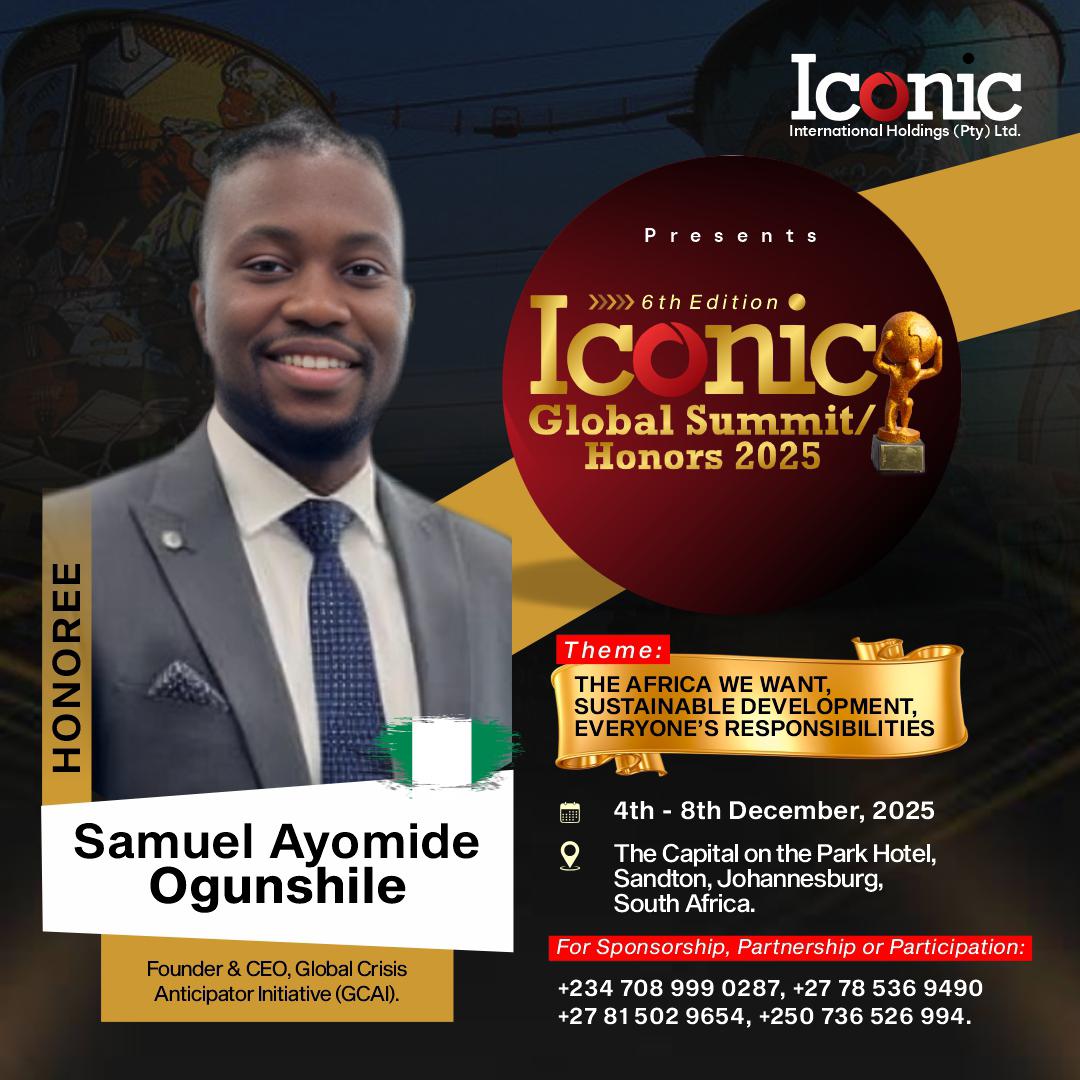 Iconic
International Holdings (Pty) Ltd.
Presents
6th Edition
Iconic
Global Summit/
Honors 2025
HONOREE
Samuel Ayomide
Ogunshile
Founder & CEO, Global Crisis
Anticipator Initiative (GCAI).
Theme:
THE AFRICA WE WANT,
SUSTAINABLE DEVELOPMENT,
EVERYONE'S RESPONSIBILITIES
4th - 8th December, 2025
The Capital on the Park Hotel,
Sandton, Johannesburg,
South Africa.
For Sponsorship, Partnership or Participation:
+234 708 999 0287, +27 78 536 9490
+27 81 502 9654, +250 736 526 994.